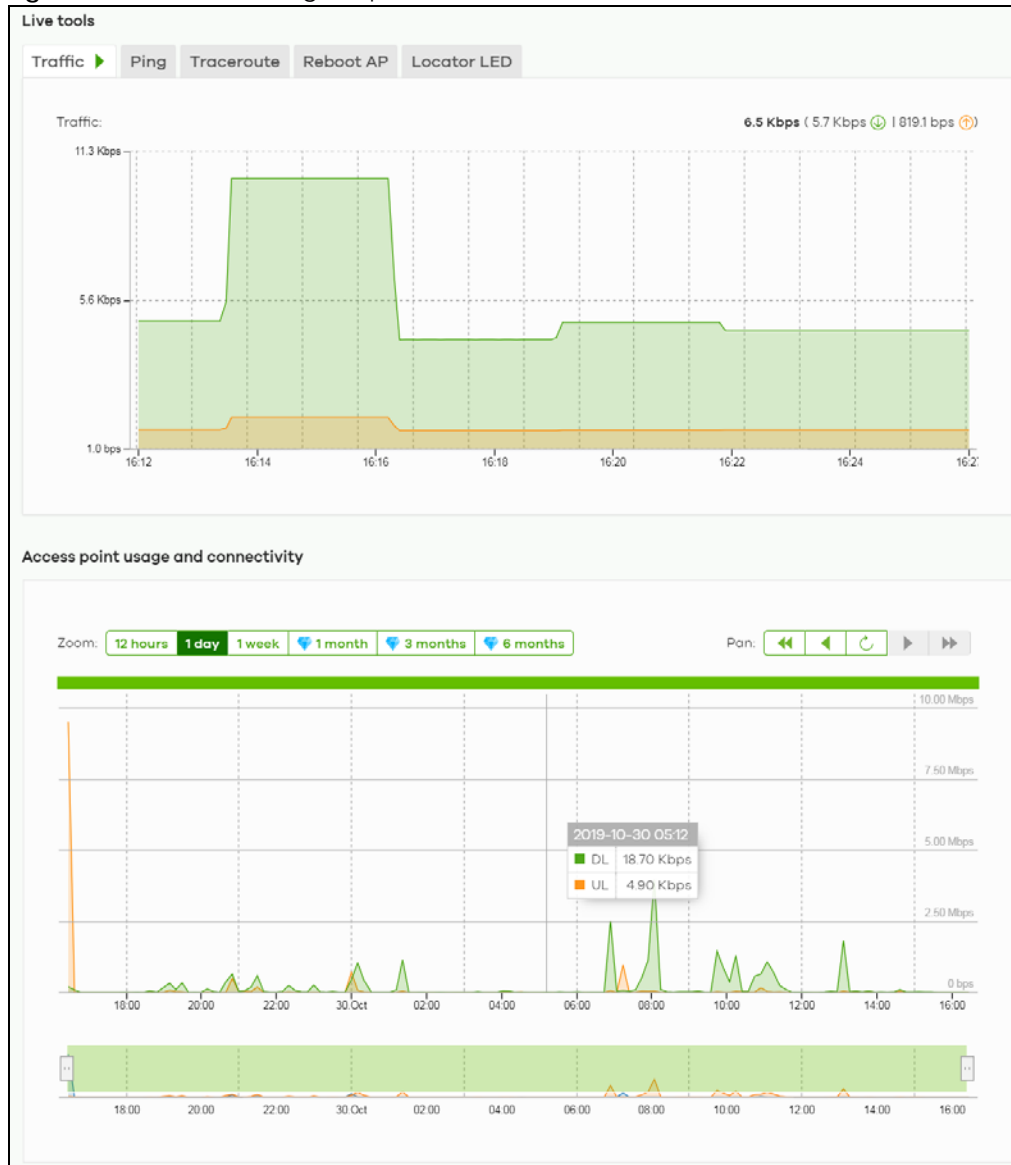 Live tools
Traffic Ping Traceroute Reboot AP Locator LED
Traffic: 6.5 Kbps ( 5.7 Kbps | 819.1 bps )
11.3 Kbps
5.6 Kbps
1.0 bps
16:12 16:14 16:16 16:18 16:20 16:22 16:24
Access point usage and connectivity
Zoom: 12 hours 1 day 1 week 1 month 3 months 6 months Pan:
10.00 Mbps
7.50 Mbps
2019-10-30 05:12
5.00 Mbps
DL 18.70 Kbps
UL 4.90 Kbps
2.50 Mbps
0 bps
18:00 20:00 22:00 30.Oct 02:00 04:00 06:00 08:00 10:00 12:00 14:00 16:00
18:00 20:00 22:00 30.Oct 02:00 04:00 06:00 08:00 10:00 12:00 14:00 16:00